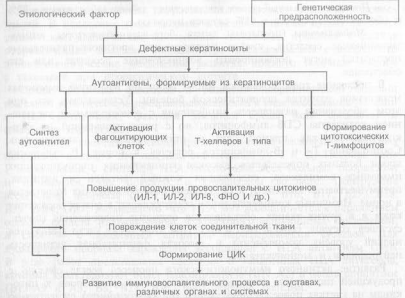 Этиологический фактор
Генетическая
предрасположенность
Дефектные кератиноциты
Аутоантигены, формируемые из кератиноцитов
Синтез
аутоантител
Активация
фагоцитирующих
клеток
Активация
Т-хелперов I типа
Формирование
цитотоксических
Т-лимфоцитов
Повышение продукции провоспалительных цитокинов
(ИЛ-1, ИЛ-2, ИЛ-8, ФНО И др.)
Повреждение клеток соединительной ткани
Формирование ЦИК
Развитие иммуновоспалительного процесса в суставах,
различных органах и системах